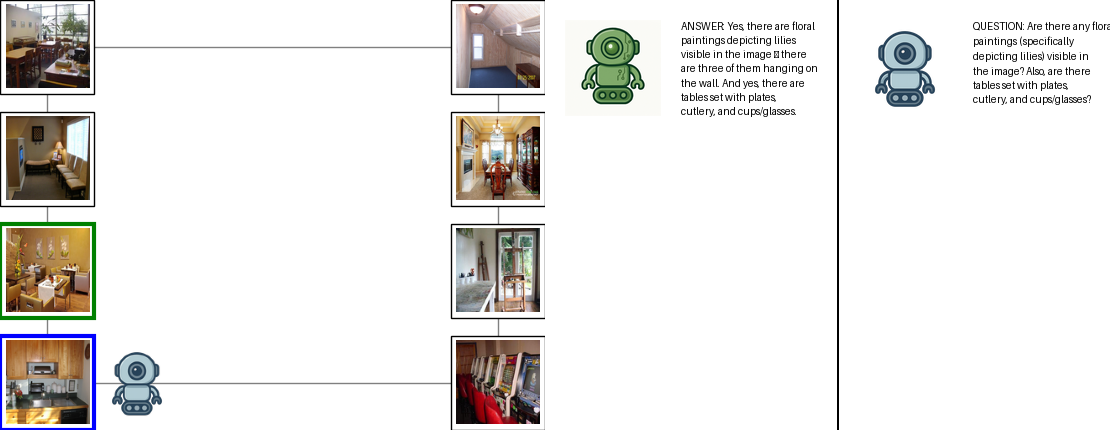 ANSWER: Yes, there are floral
paintings depicting lilies
visible in the image there
are three of them hanging on
the wall. And yes, there are
tables set with plates,
cutlery, and cups/glasses.
QUESTION: Are there any flora
paintings (specifically
depicting lilies) visible in
the image? Also, are there
tables set with plates,
cutlery, and cups/glasses?